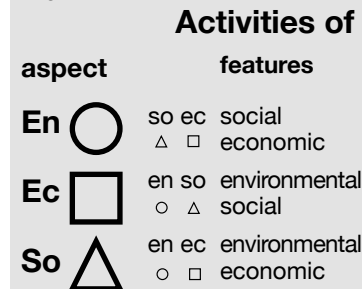 Activities of
aspect features
En so ec social
economic
Ec en so environmental
social
So en ec environmental
economic